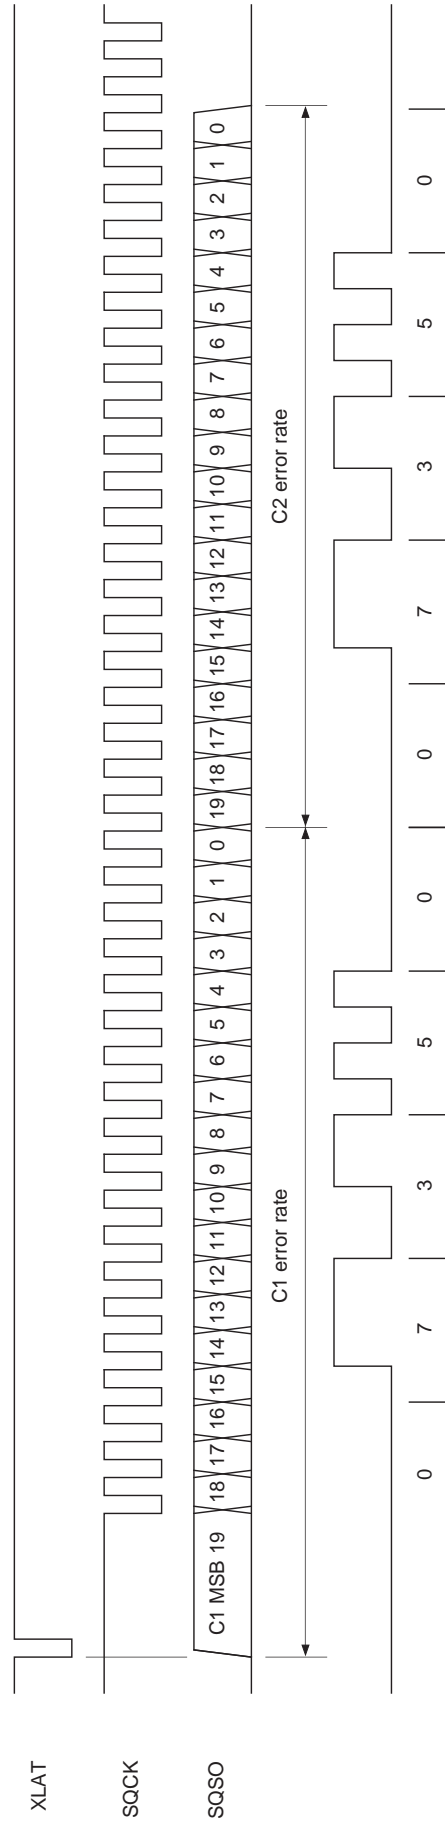 XLAT
SQCK
SQSO
C1 MSB 19 18 17 16 15 14 13 12 11 10 9 8 7 6 5 4 3 2 1 0 19 18 17 16 15 14 13 12 11 10 9 8 7 6 5 4 3 2 1 0
C1 error rate
C2 error rate
0 7 3 5 0 0 7 3 5 0